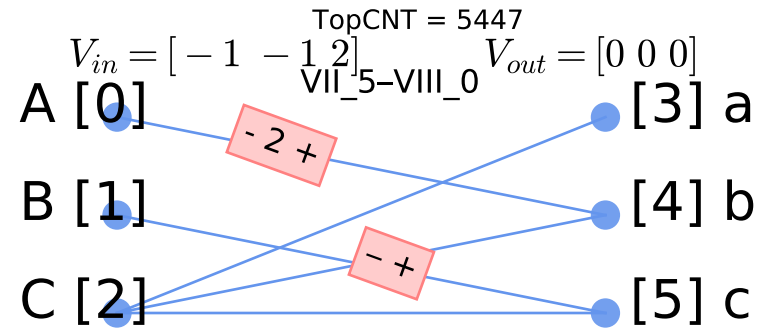 TopCNT = 5447
V_in = [ − 1 − 1 2] V_out = [0 0 0]
VII_5–VIII_0
A [0] [3] a
- 2 +
B [1] [4] b
− +
C [2] [5] c